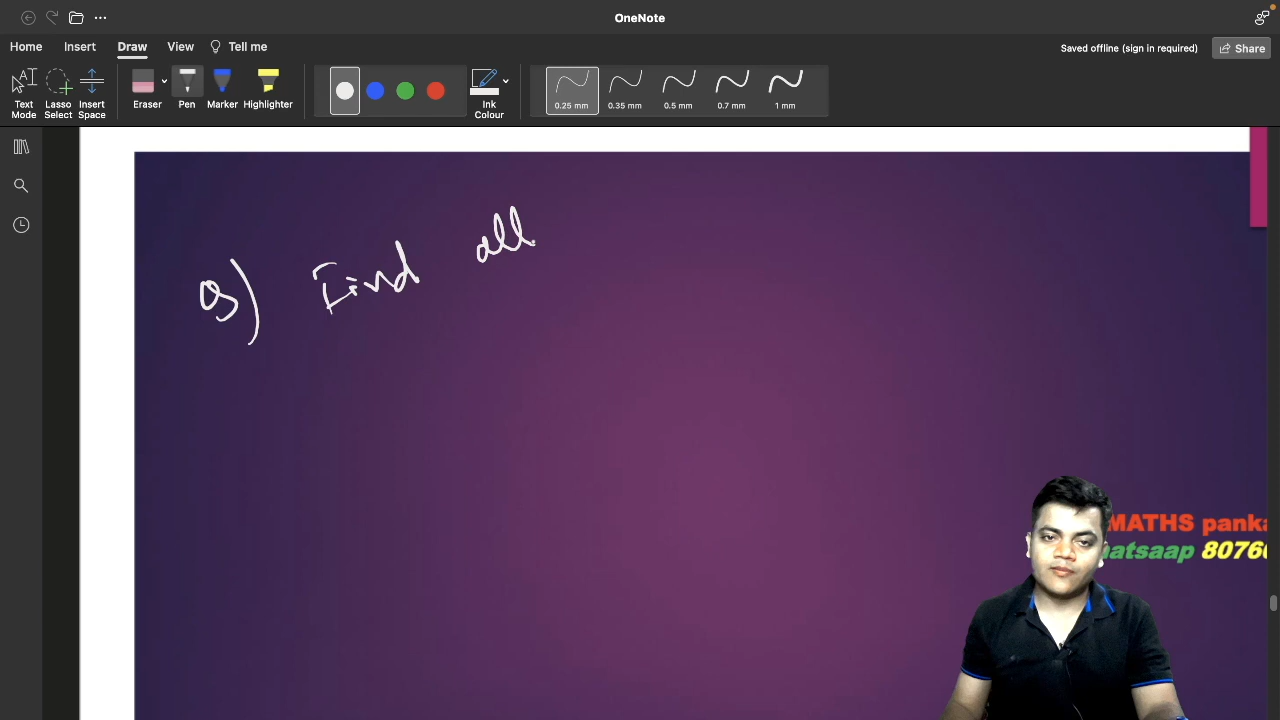 OneNote
Home Insert Draw View Tell me
Saved offline (sign in required) Share
Text Mode Lasso Select Insert Space Eraser Pen Marker Highlighter Ink Colour 0.25 mm 0.35 mm 0.5 mm 0.7 mm 1 mm
Q) Find all
MATHS panka
hatsaap 8076